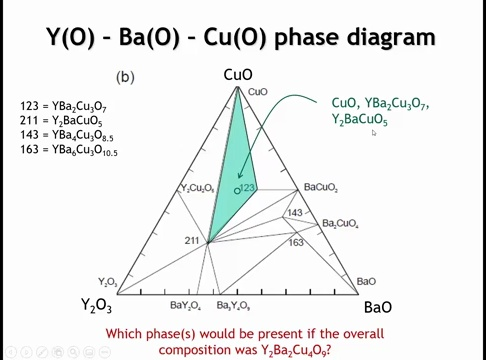 Y(O) – Ba(O) – Cu(O) phase diagram
(b)
CuO
CuO
123 = YBa₂Cu₃O₇
211 = Y₂BaCuO₅
143 = YBa₄Cu₃O₈.₅
163 = YBa₆Cu₃O₁₀.₅
CuO, YBa₂Cu₃O₇,
Y₂BaCuO₅
Y₂Cu₂O₅
123
BaCuO₂
143
Ba₂CuO₄
211
163
Y₂O₃
BaO
Y₂O₃
BaY₂O₄
BaO
Which phase(s) would be present if the overall
composition was Y₂Ba₂Cu₄O₉?